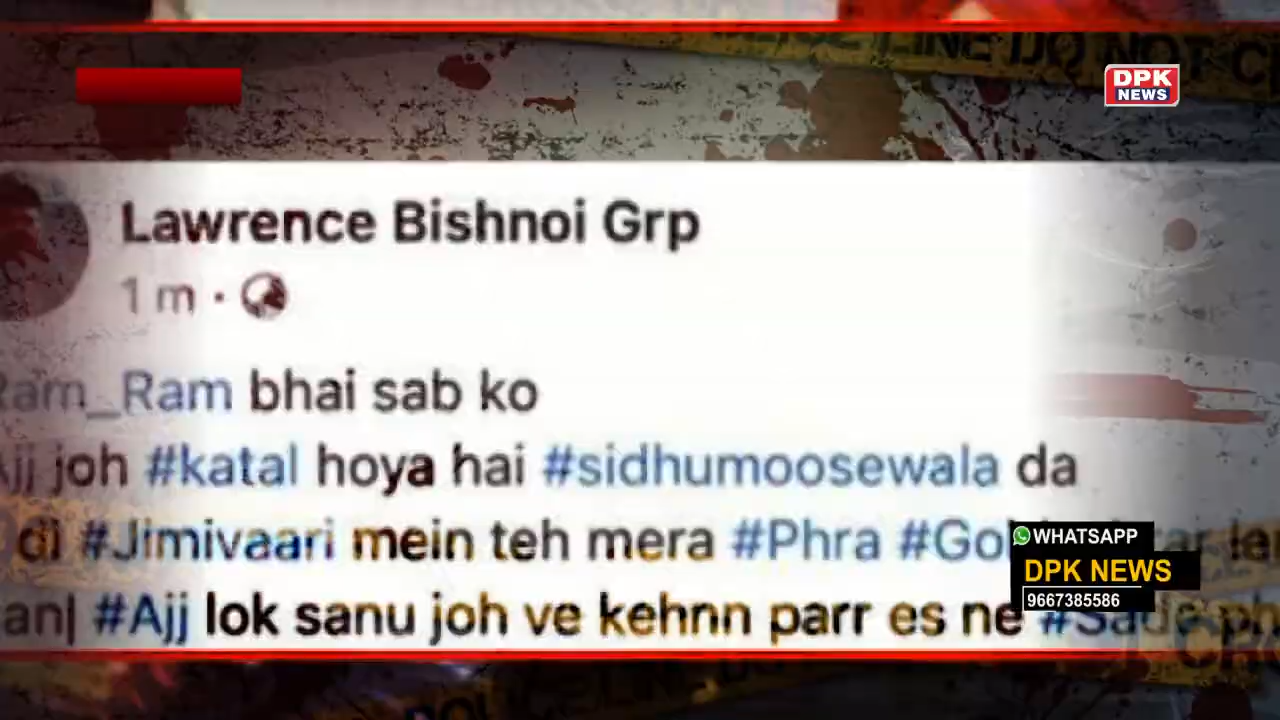 DPK
NEWS
Lawrence Bishnoi Grp
1 m ·
Ram_Ram bhai sab ko
Ajj joh #katal hoya hai #sidhumoosewala da
di #Jimivaari mein teh mera #Phra
#Ajj lok sanu joh ve kehnn parr es ne
WHATSAPP
DPK NEWS
9667385586